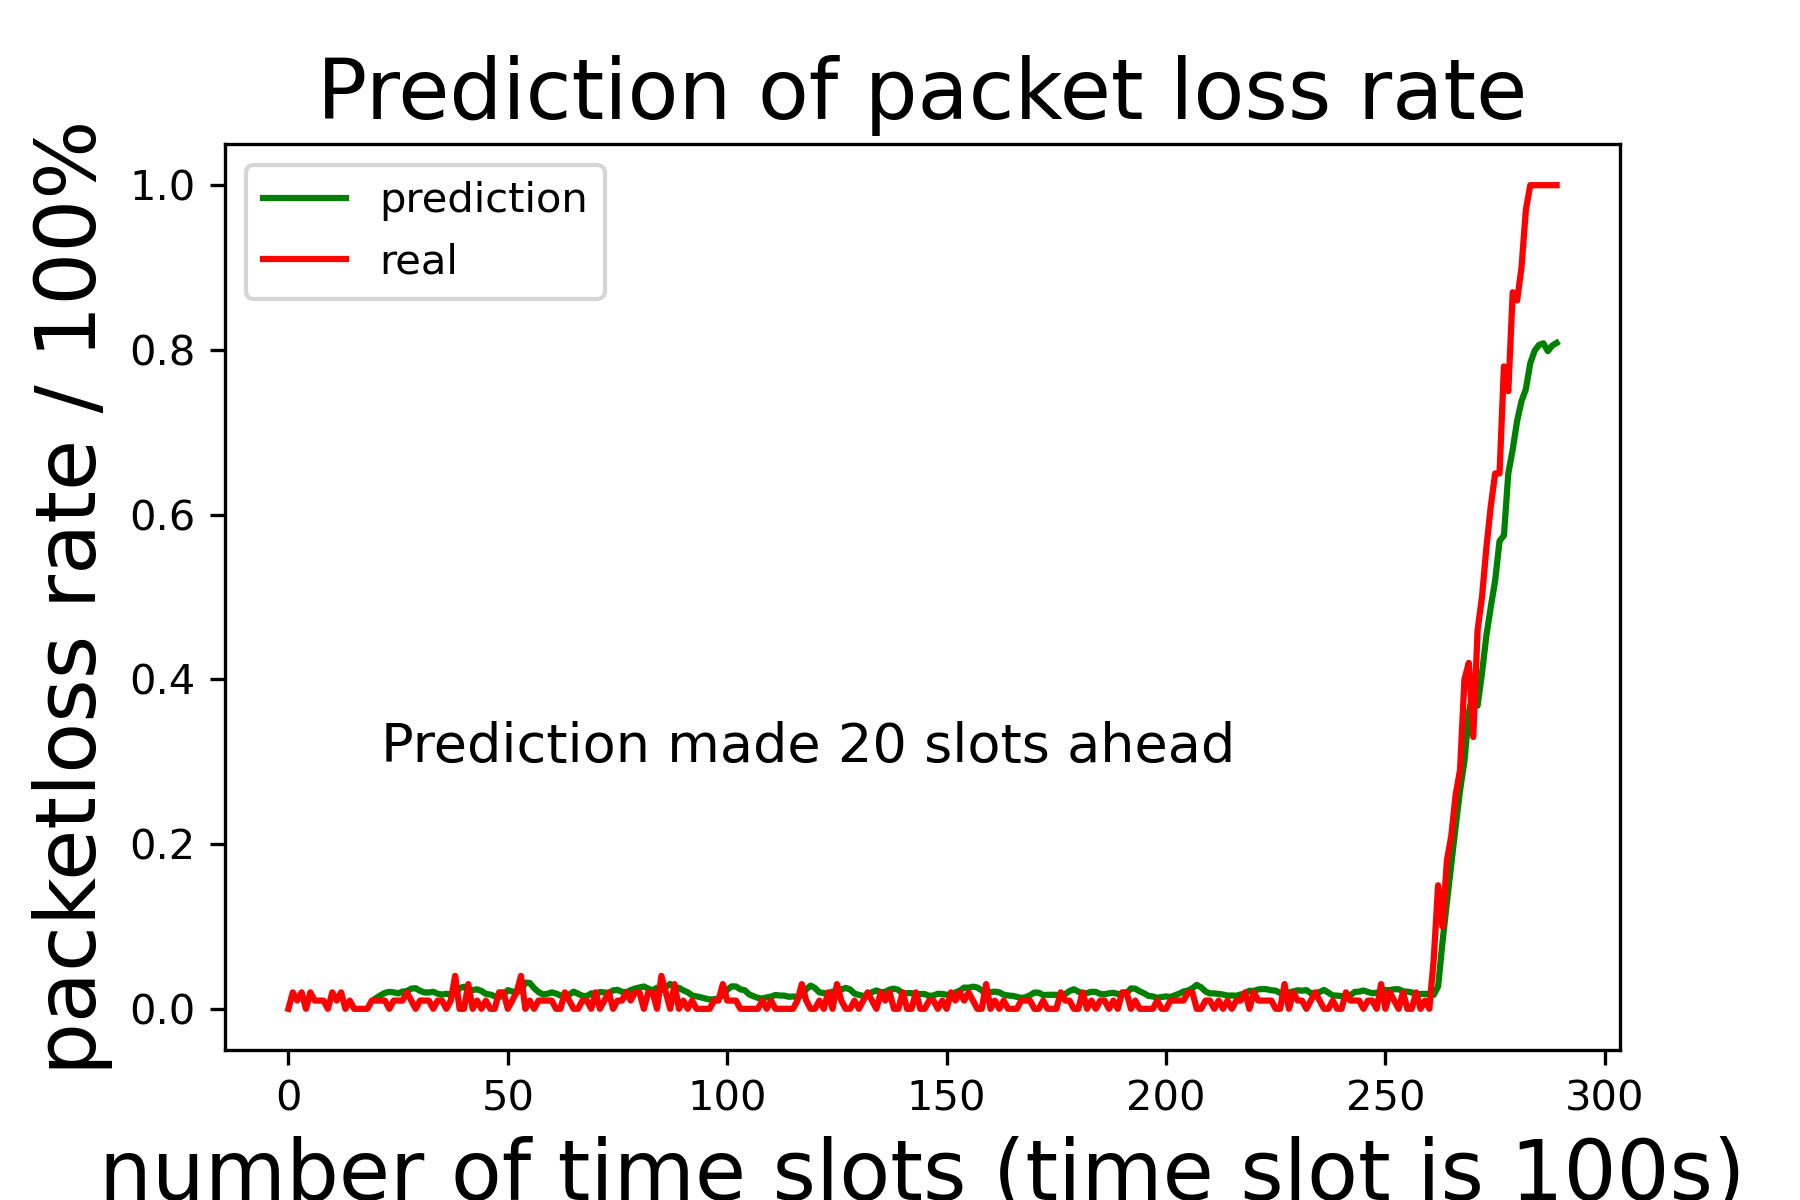 Prediction of packet loss rate
packetloss rate / 100%
1.0
0.8
0.6
0.4
0.2
0.0
prediction
real
Prediction made 20 slots ahead
0 50 100 150 200 250 300
number of time slots (time slot is 100s)